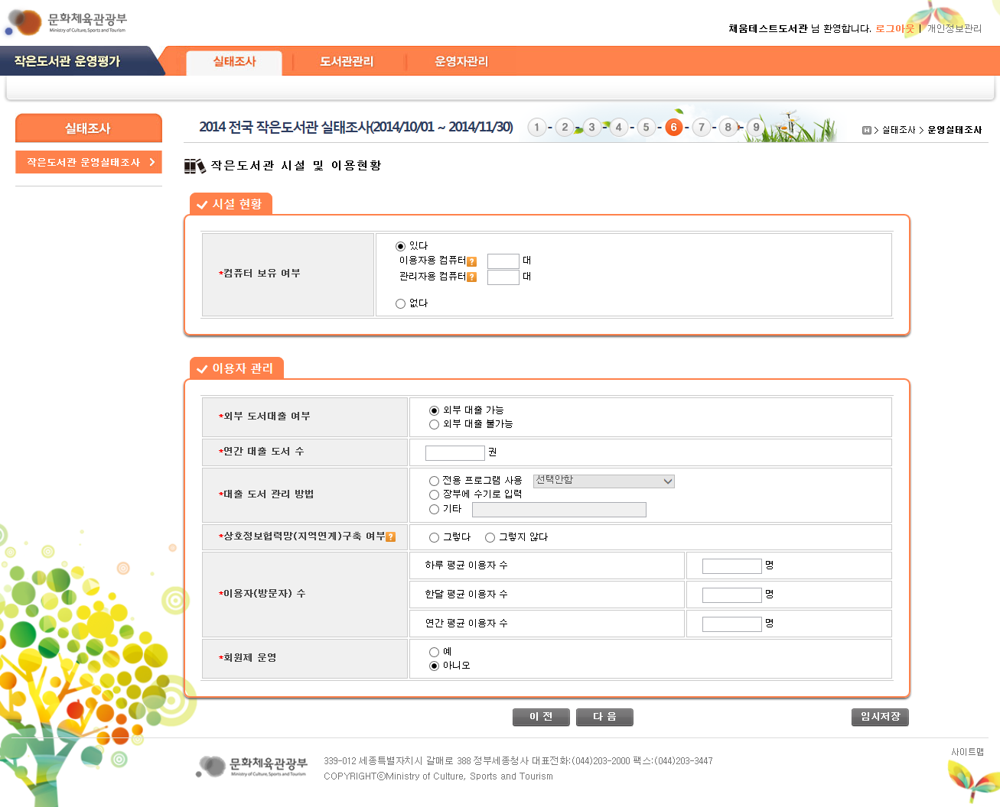 문화체육관광부
Ministry of Culture, Sports and Tourism
채움테스트도서관 님 환영합니다. 로그아웃 | 개인정보관리
작은도서관 운영평가
실태조사
도서관관리
운영자관리
실태조사
작은도서관 운영실태조사
2014 전국 작은도서관 실태조사(2014/10/01 ~ 2014/11/30)
1 - 2 - 3 - 4 - 5 - 6 - 7 - 8 - 9
H > 실태조사 > 운영실태조사
작은도서관 시설 및 이용현황
시설 현황
*컴퓨터 보유 여부
있다
이용자용 컴퓨터? 대
관리자용 컴퓨터? 대
없다
이용자 관리
*외부 도서대출 여부
외부 대출 가능
외부 대출 불가능
*연간 대출 도서 수
권
*대출 도서 관리 방법
전용 프로그램 사용 선택안함
장부에 수기로 입력
기타
*상호정보협력망(지역연계)구축 여부?
그렇다 그렇지 않다
*이용자(방문자) 수
하루 평균 이용자 수 명
한달 평균 이용자 수 명
연간 평균 이용자 수 명
*회원제 운영
예
아니오
이 전
다 음
임시저장
사이트맵
문화체육관광부
Ministry of Culture, Sports and Tourism
339-012 세종특별자치시 갈매로 388 정부세종청사 대표전화:(044)203-2000 팩스:(044)203-3447
COPYRIGHTⓒMinistry of Culture, Sports and Tourism